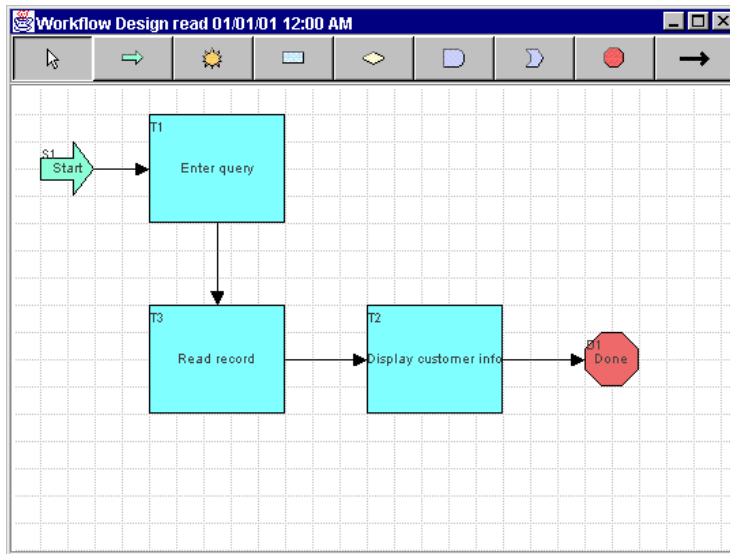 Workflow Design read 01/01/01 12:00 AM
S1
Start
T1
Enter query
T3
Read record
T2
Display customer info
D1
Done